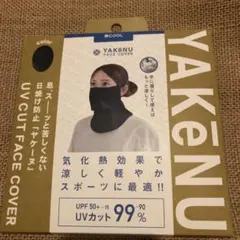 COOL
YAKeNU
FACE COVER
息、スーッと苦しくない
日焼け防止「ヤケーヌ」
UV CUT FACE COVER
気化熱効果で
涼しく軽やか
スポーツに最適!!
UPF 50+
UVカット 99%
YAKeNU